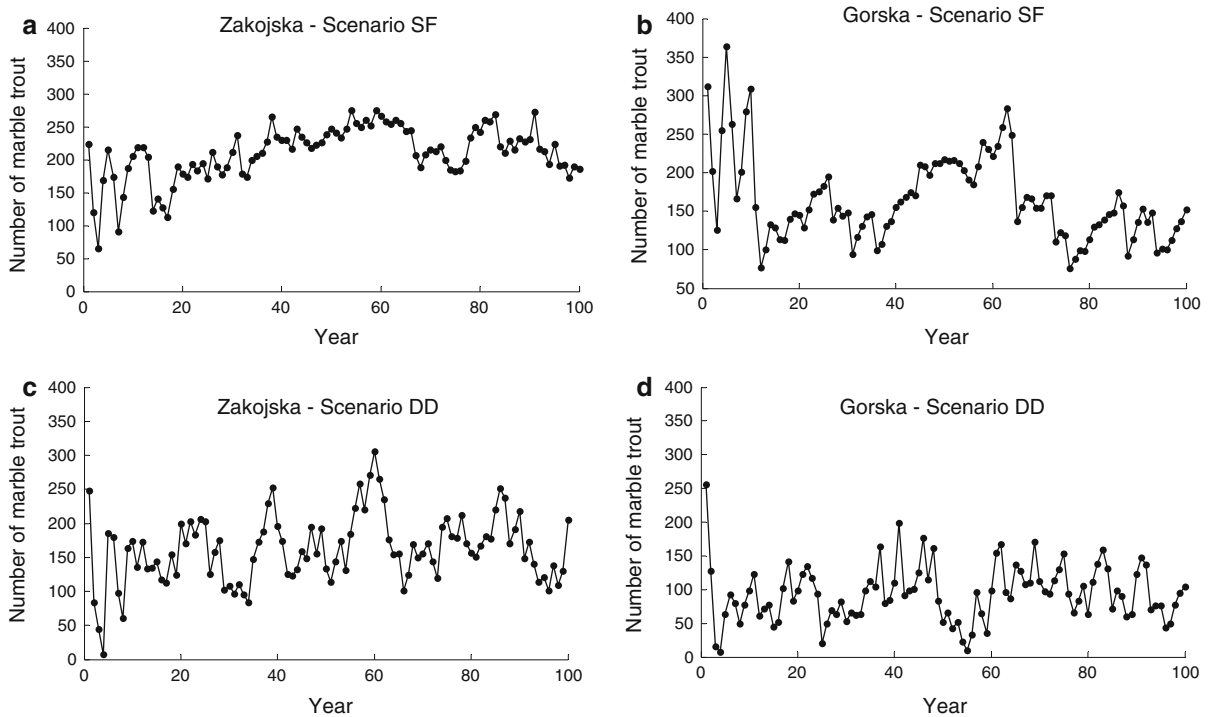 a
Zakojska - Scenario SF
Number of marble trout
400
350
300
250
200
150
100
50
0
0 20 40 60 80 100
Year
b
Gorska - Scenario SF
Number of marble trout
400
350
300
250
200
150
100
50
0 20 40 60 80 100
Year
c
Zakojska - Scenario DD
Number of marble trout
400
350
300
250
200
150
100
50
0
0 20 40 60 80 100
Year
d
Gorska - Scenario DD
Number of marble trout
400
350
300
250
200
150
100
50
0
0 20 40 60 80 100
Year